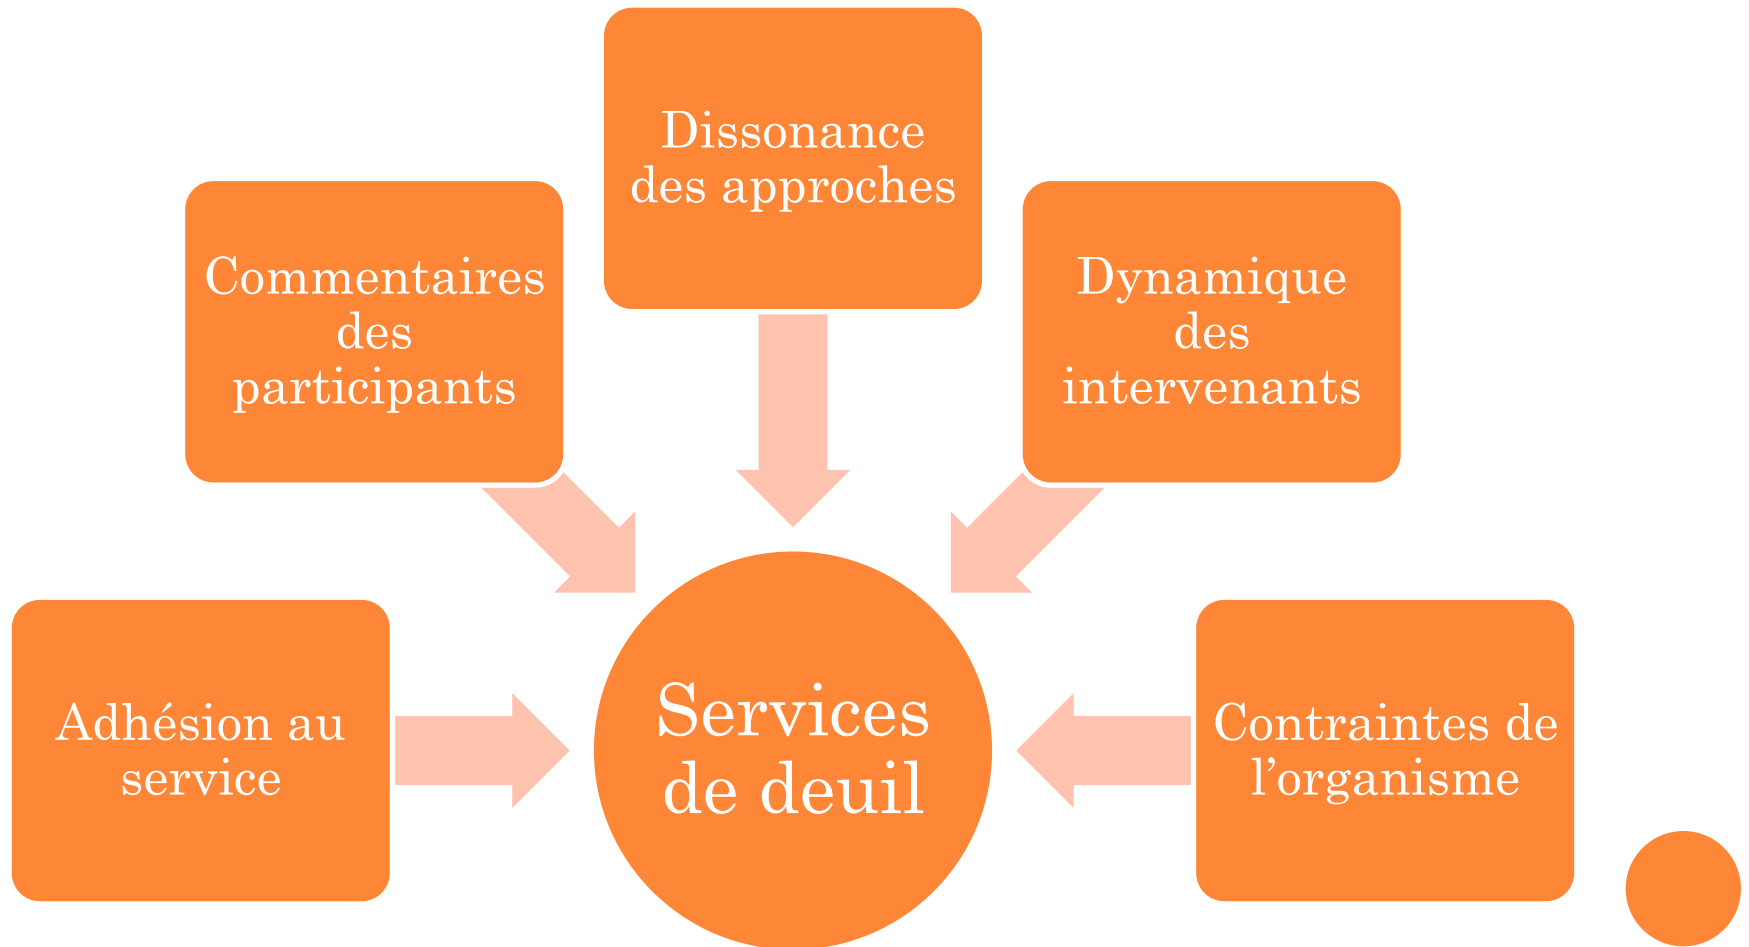 Dissonance
des approches
Commentaires
des
participants
Dynamique
des
intervenants
Adhésion au
service
Services
de deuil
Contraintes de
l’organisme